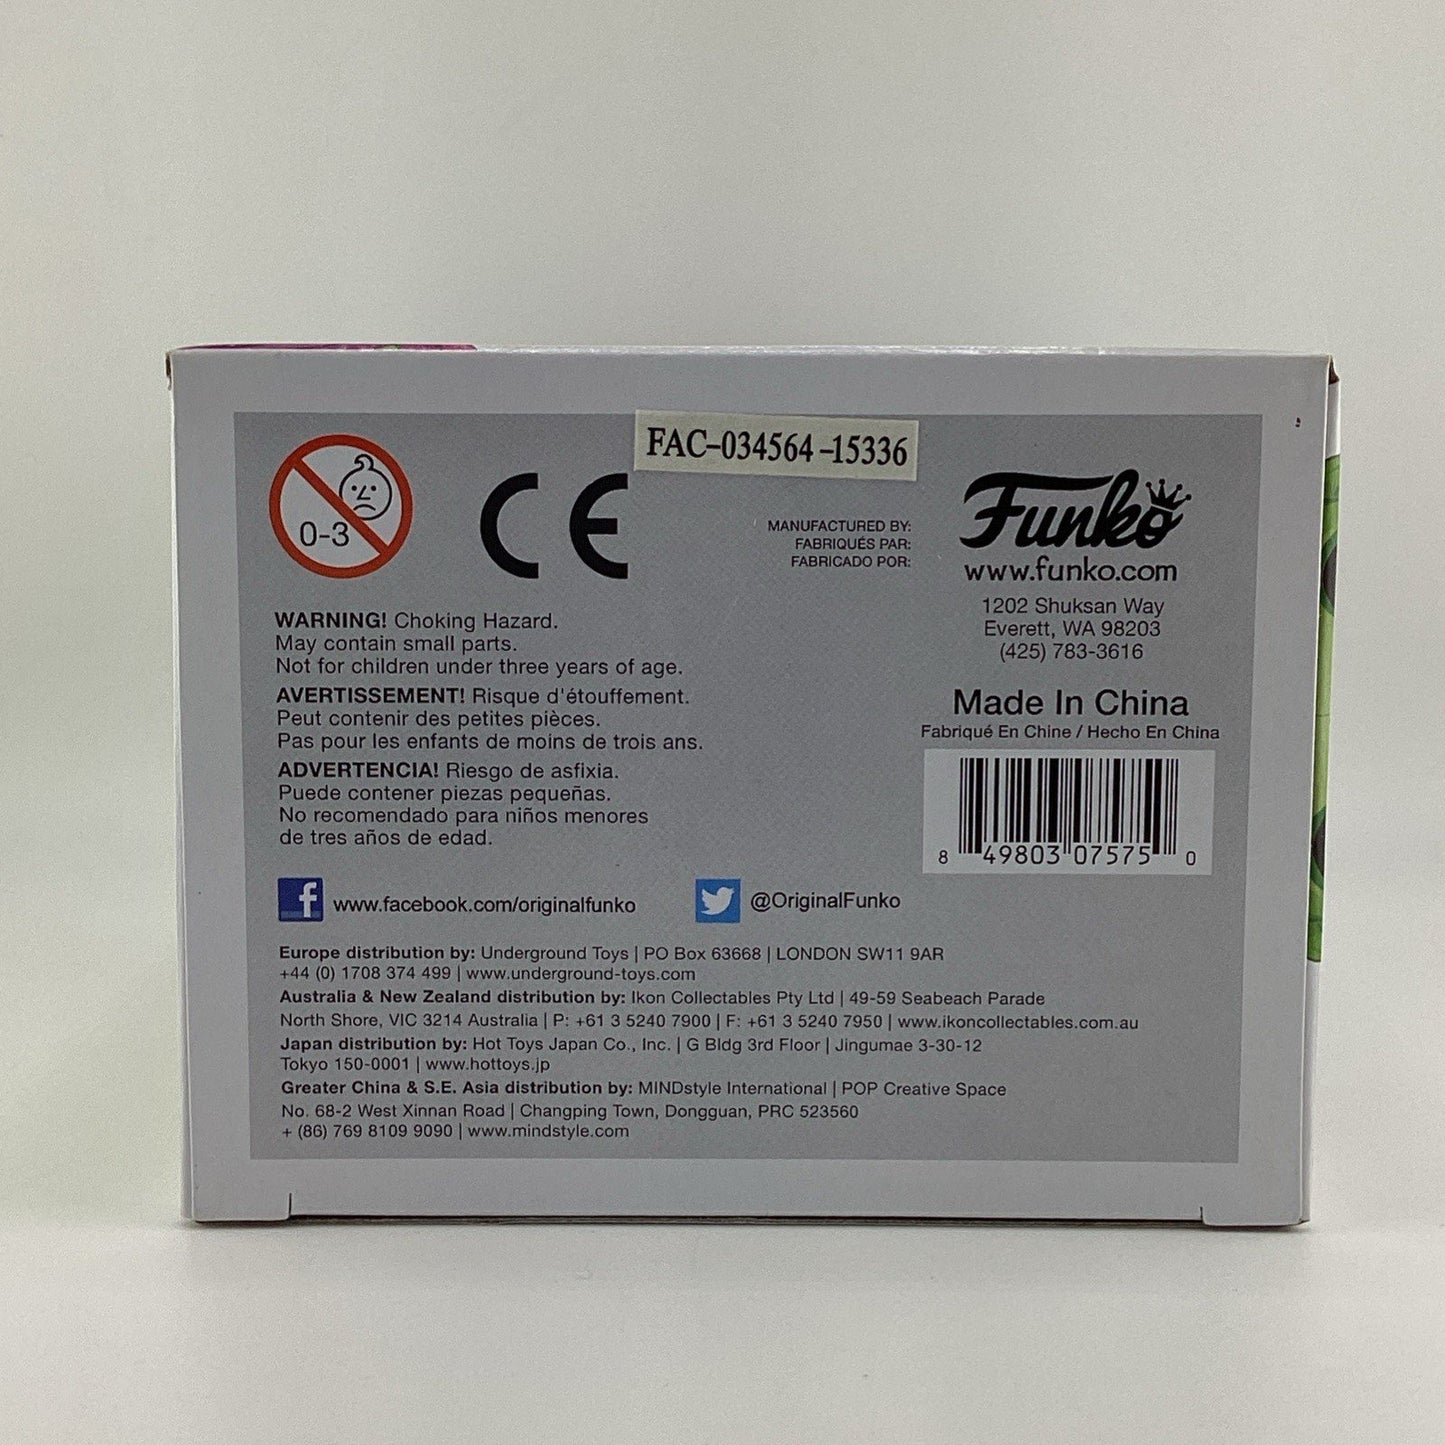 FAC-034564-15336
0-3
CE
MANUFACTURED BY:
FABRIQUÉS PAR:
FABRICADO POR:
Funko
www.funko.com
1202 Shuksan Way
Everett, WA 98203
(425) 783-3616
WARNING! Choking Hazard.
May contain small parts.
Not for children under three years of age.
AVERTISSEMENT! Risque d'étouffement.
Peut contenir des petites pièces.
Pas pour les enfants de moins de trois ans.
ADVERTENCIA! Riesgo de asfixia.
Puede contener piezas pequeñas.
No recomendado para niños menores
de tres años de edad.
Made In China
Fabriqué En Chine / Hecho En China
8 49803 07575 0
f www.facebook.com/originalfunko
@OriginalFunko
Europe distribution by: Underground Toys | PO Box 63668 | LONDON SW11 9AR
+44 (0) 1708 374 499 | www.underground-toys.com
Australia & New Zealand distribution by: Ikon Collectables Pty Ltd | 49-59 Seabeach Parade
North Shore, VIC 3214 Australia | P: +61 3 5240 7900 | F: +61 3 5240 7950 | www.ikoncollectables.com.au
Japan distribution by: Hot Toys Japan Co., Inc. | G Bldg 3rd Floor | Jingumae 3-30-12
Tokyo 150-0001 | www.hottoys.jp
Greater China & S.E. Asia distribution by: MINDstyle International | POP Creative Space
No. 68-2 West Xinnan Road | Changping Town, Dongguan, PRC 523560
+ (86) 769 8109 9090 | www.mindstyle.com